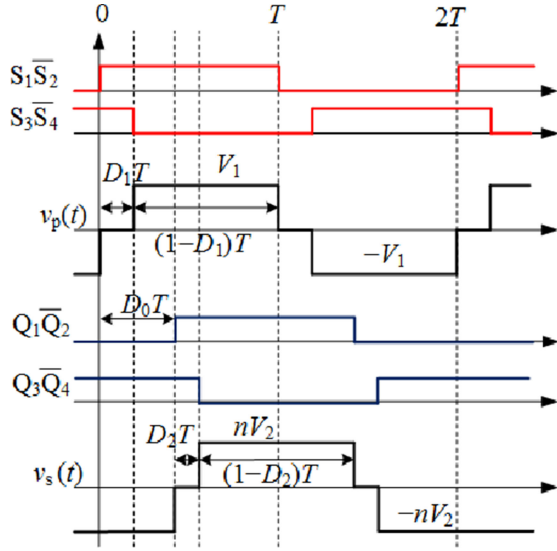 0 T 2T
S₁S̅₂
S₃S̅₄
D₁T V₁
vₚ(t)
(1−D₁)T −V₁
D₀T
Q₁Q̅₂
Q₃Q̅₄
D₂T nV₂
vₛ(t) (1−D₂)T
−nV₂